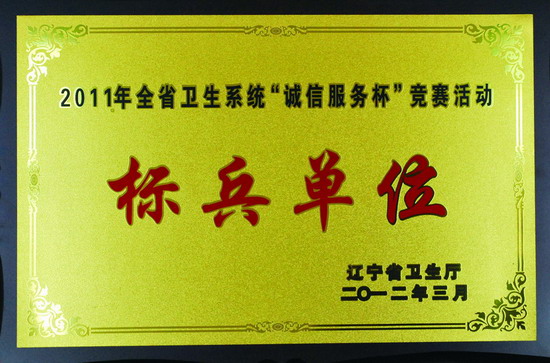 2011年全省卫生系统“诚信服务杯”竞赛活动
标兵单位
辽宁省卫生厅
二〇一二年三月